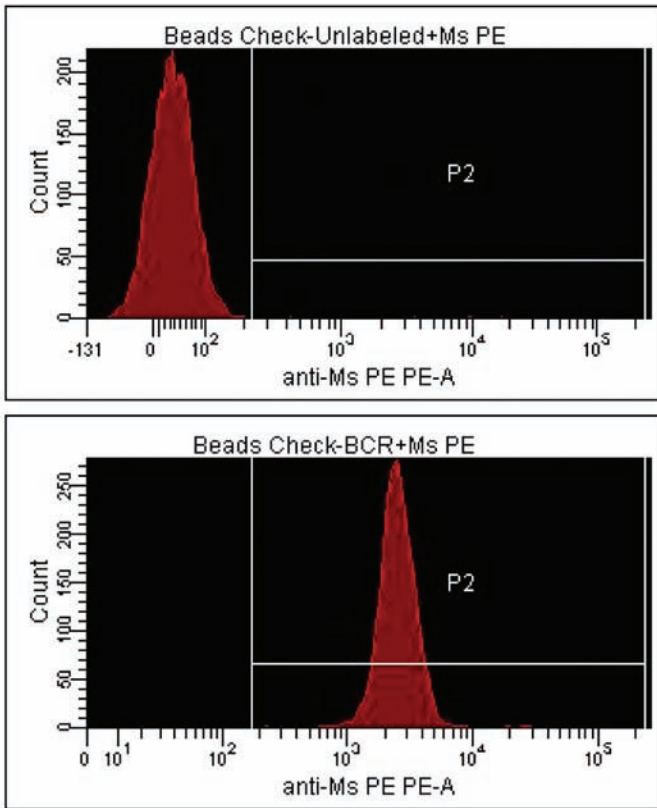 Beads Check-Unlabeled+Ms PE
Count
200
150
100
50
0
P2
-131 0 10² 10³ 10⁴ 10⁵
anti-Ms PE PE-A
Beads Check-BCR+Ms PE
Count
250
200
150
100
50
0
P2
0 10¹ 10² 10³ 10⁴ 10⁵
anti-Ms PE PE-A